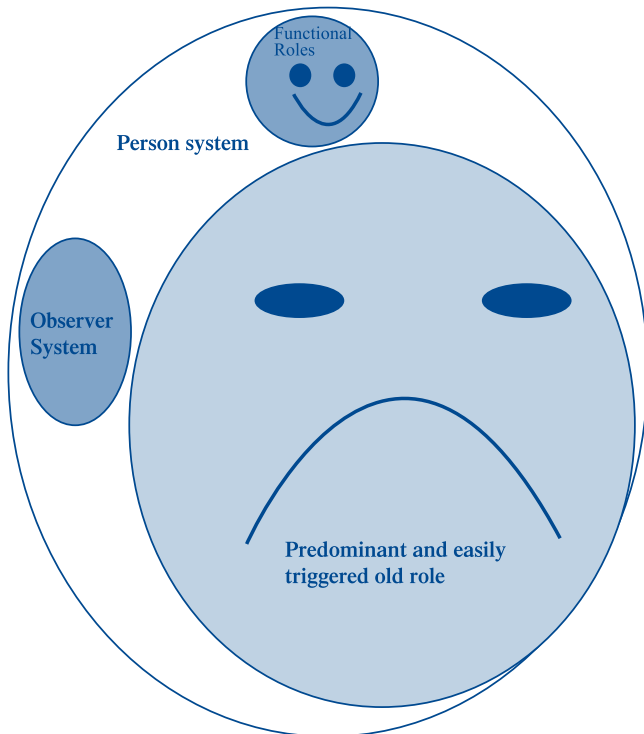 Functional
Roles
Person system
Observer
System
Predominant and easily
triggered old role